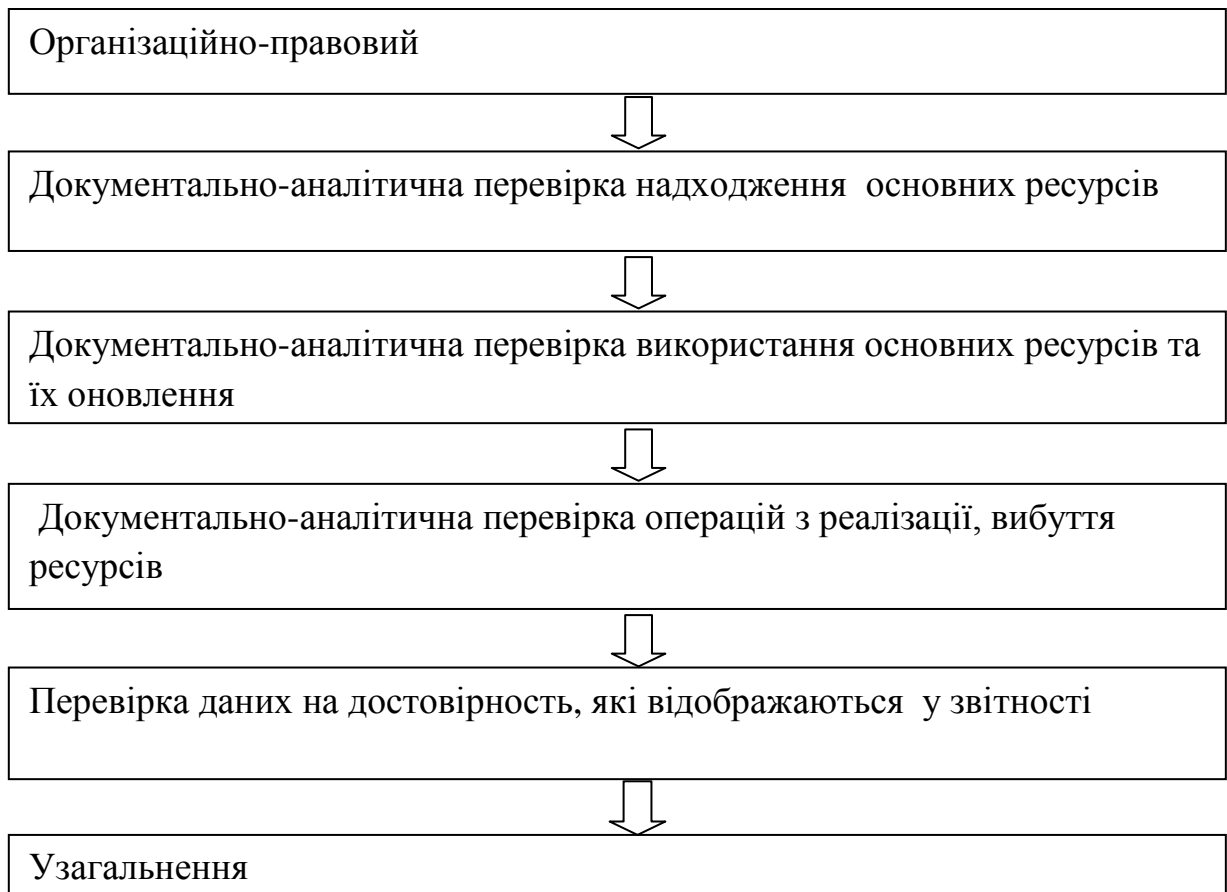 Організаційно-правовий
Документально-аналітична перевірка надходження основних ресурсів
Документально-аналітична перевірка використання основних ресурсів та
їх оновлення
Документально-аналітична перевірка операцій з реалізації, вибуття
ресурсів
Перевірка даних на достовірність, які відображаються у звітності
Узагальнення